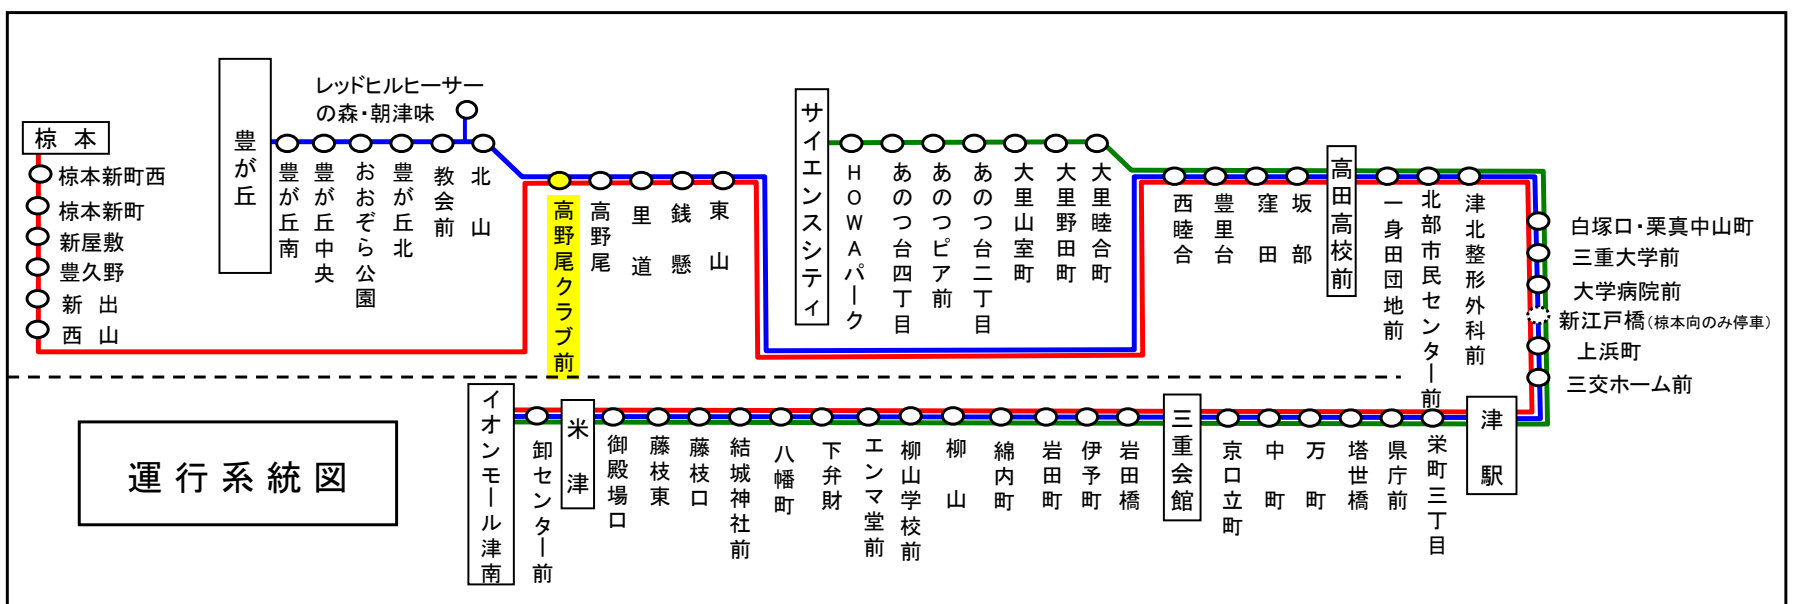 椋本
椋本新町西
椋本新町
新屋敷
豊久野
新出
西山
豊が丘
豊が丘南
豊が丘中央
おおぞら公園
豊が丘北
教会前
レッドヒルヒーサー
の森・朝津味
北山
高野尾クラブ前
高野尾
里道
銭懸
東山
サイエンスシティ
HOWAパーク
あのつ台四丁目
あのつピア前
あのつ台二丁目
大里山室町
大里野田町
大里睦合町
西睦合
豊里台
窪田
坂部
高田高校前
一身田団地前
北部市民センター前
津北整形外科前
白塚口・栗真中山町
三重大学前
大学病院前
新江戸橋(椋本向のみ停車)
上浜町
三交ホーム前
津駅
栄町三丁目
県庁前
塔世橋
万町
中町
京口立町
三重会館
岩田橋
伊予町
岩田町
綿内町
柳山
柳山学校前
エンマ堂前
下弁財
八幡町
結城神社前
藤枝口
藤枝東
御殿場口
米津
卸センター前
イオンモール津南
運行系統図